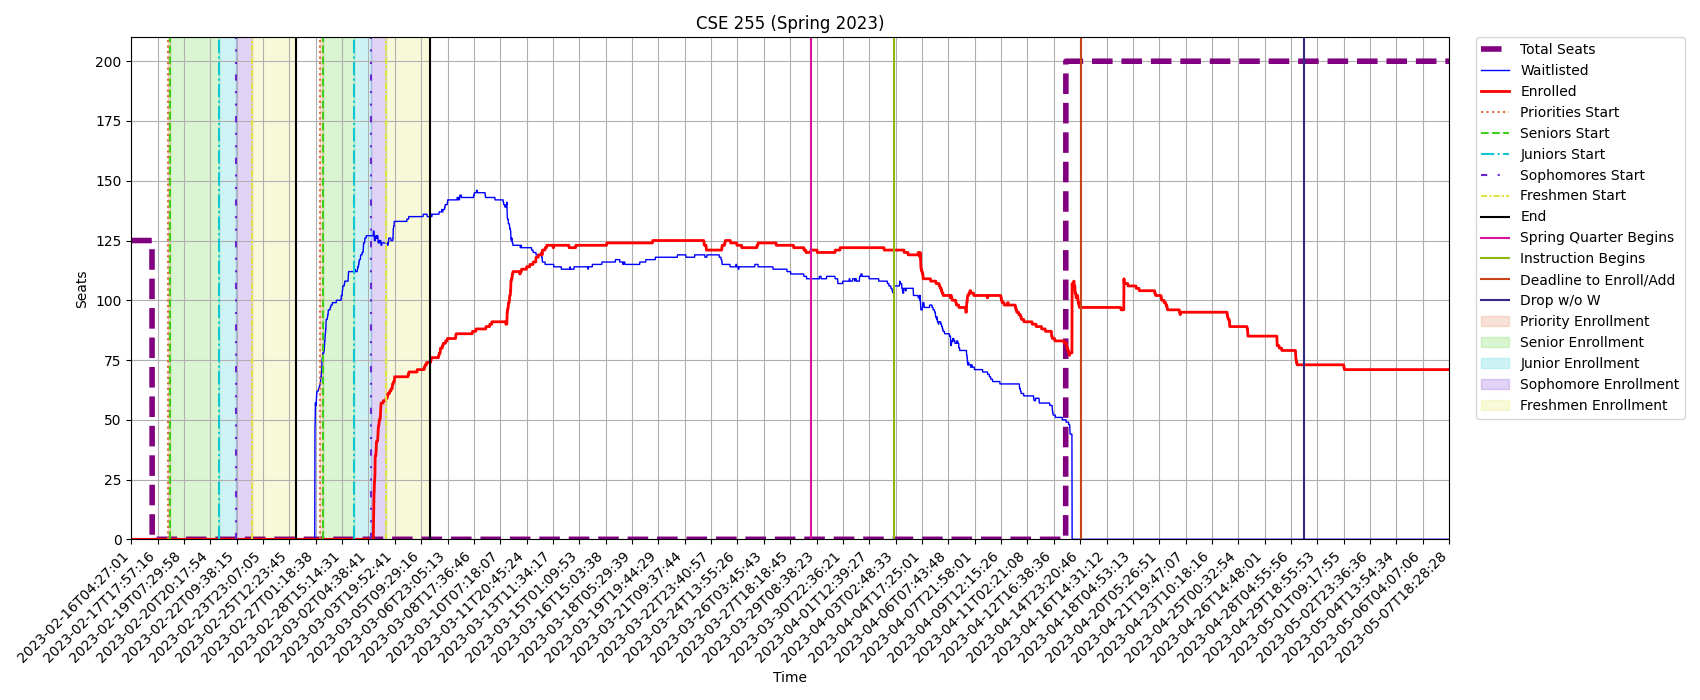 CSE 255 (Spring 2023)
Seats
200
175
150
125
100
75
50
25
0
2023-02-16T04:27:01
2023-02-17T17:57:16
2023-02-19T07:29:58
2023-02-20T20:17:54
2023-02-22T09:38:15
2023-02-23T23:07:05
2023-02-25T12:23:45
2023-02-27T01:18:38
2023-02-28T15:14:31
2023-03-02T04:38:41
2023-03-03T19:52:41
2023-03-05T09:29:16
2023-03-06T23:05:13
2023-03-08T17:36:46
2023-03-11T07:18:07
2023-03-12T20:45:24
2023-03-13T11:34:17
2023-03-15T01:09:53
2023-03-16T15:03:38
2023-03-18T05:29:39
2023-03-19T19:44:29
2023-03-21T09:37:44
2023-03-22T23:40:57
2023-03-24T13:55:26
2023-03-26T03:45:43
2023-03-27T18:18:45
2023-03-29T08:38:23
2023-03-30T22:36:21
2023-04-01T12:39:27
2023-04-03T02:48:33
2023-04-04T17:25:01
2023-04-06T07:43:48
2023-04-07T21:58:01
2023-04-09T12:15:26
2023-04-11T02:21:08
2023-04-12T16:38:36
2023-04-14T23:20:46
2023-04-16T14:31:12
2023-04-18T04:53:13
2023-04-20T05:26:51
2023-04-21T19:47:07
2023-04-23T10:18:16
2023-04-25T00:32:54
2023-04-26T14:48:01
2023-04-28T04:55:56
2023-04-29T18:55:53
2023-05-01T09:17:55
2023-05-02T23:36:36
2023-05-04T13:54:34
2023-05-06T04:07:06
2023-05-07T18:28:28
Time
Total Seats
Waitlisted
Enrolled
Priorities Start
Seniors Start
Juniors Start
Sophomores Start
Freshmen Start
End
Spring Quarter Begins
Instruction Begins
Deadline to Enroll/Add
Drop w/o W
Priority Enrollment
Senior Enrollment
Junior Enrollment
Sophomore Enrollment
Freshmen Enrollment